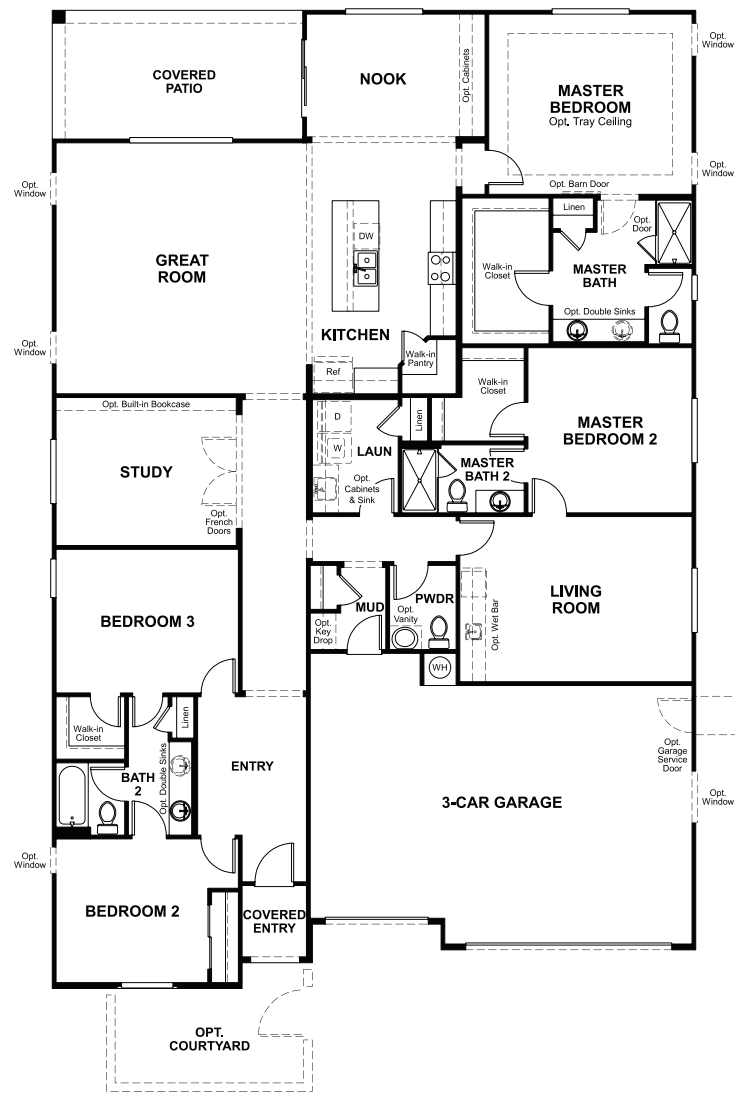 COVERED
PATIO
NOOK
Opt. Cabinets
MASTER
BEDROOM
Opt. Tray Ceiling
Opt.
Window
Opt.
Window
Opt.
Window
Opt. Barn Door
Linen
Opt.
Door
GREAT
ROOM
DW
Walk-in
Closet
MASTER
BATH
Opt. Double Sinks
KITCHEN
Opt.
Window
Walk-in
Pantry
Ref
Walk-in
Closet
Opt. Built-in Bookcase
D
W
LAUN
Linen
MASTER
BEDROOM 2
STUDY
Opt.
Cabinets
& Sink
MASTER
BATH 2
Opt.
French
Doors
BEDROOM 3
Opt.
Key
Drop
MUD
Opt.
Vanity
PWDR
Opt. Wet Bar
LIVING
ROOM
WH
Walk-in
Closet
Linen
BATH
2
Opt. Double Sinks
ENTRY
Opt.
Garage
Service
Door
3-CAR GARAGE
Opt.
Window
Opt.
Window
BEDROOM 2
COVERED
ENTRY
OPT.
COURTYARD